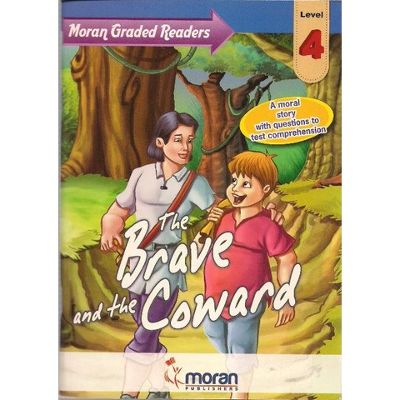 Moran Graded Readers
Level
4
A moral
story
with questions to
test comprehension
The
Brave
and the Coward
moran
PUBLISHERS